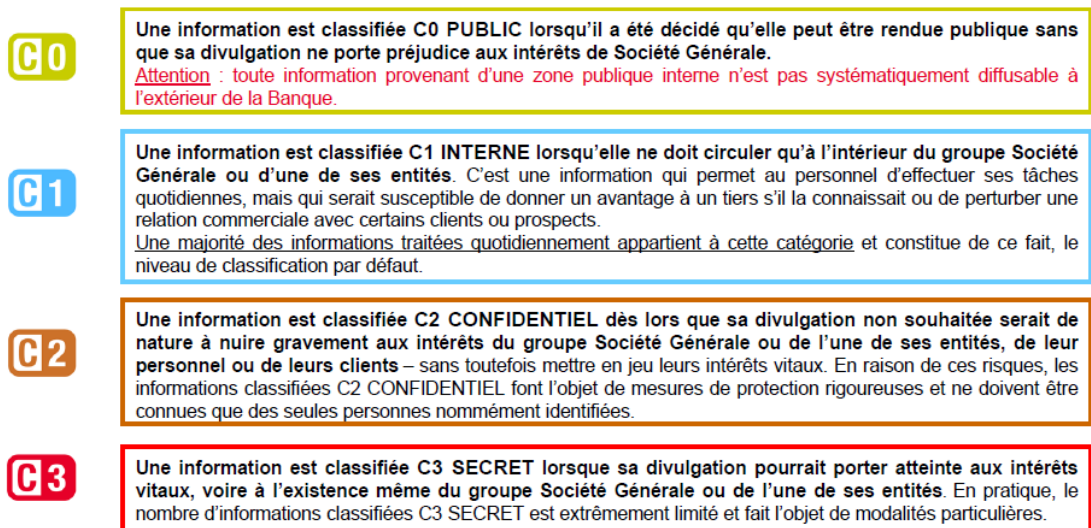 C0
Une information est classifiée C0 PUBLIC lorsqu'il a été décidé qu'elle peut être rendue publique sans
que sa divulgation ne porte préjudice aux intérêts de Société Générale.
Attention : toute information provenant d'une zone publique interne n'est pas systématiquement diffusable à
l'extérieur de la Banque.
C1
Une information est classifiée C1 INTERNE lorsqu'elle ne doit circuler qu'à l'intérieur du groupe Société
Générale ou d'une de ses entités. C'est une information qui permet au personnel d'effectuer ses tâches
quotidiennes, mais qui serait susceptible de donner un avantage à un tiers s'il la connaissait ou de perturber une
relation commerciale avec certains clients ou prospects.
Une majorité des informations traitées quotidiennement appartient à cette catégorie et constitue de ce fait, le
niveau de classification par défaut.
C2
Une information est classifiée C2 CONFIDENTIEL dès lors que sa divulgation non souhaitée serait de
nature à nuire gravement aux intérêts du groupe Société Générale ou de l'une de ses entités, de leur
personnel ou de leurs clients – sans toutefois mettre en jeu leurs intérêts vitaux. En raison de ces risques, les
informations classifiées C2 CONFIDENTIEL font l'objet de mesures de protection rigoureuses et ne doivent être
connues que des seules personnes nommément identifiées.
C3
Une information est classifiée C3 SECRET lorsque sa divulgation pourrait porter atteinte aux intérêts
vitaux, voire à l'existence même du groupe Société Générale ou de l'une de ses entités. En pratique, le
nombre d'informations classifiées C3 SECRET est extrêmement limité et fait l'objet de modalités particulières.